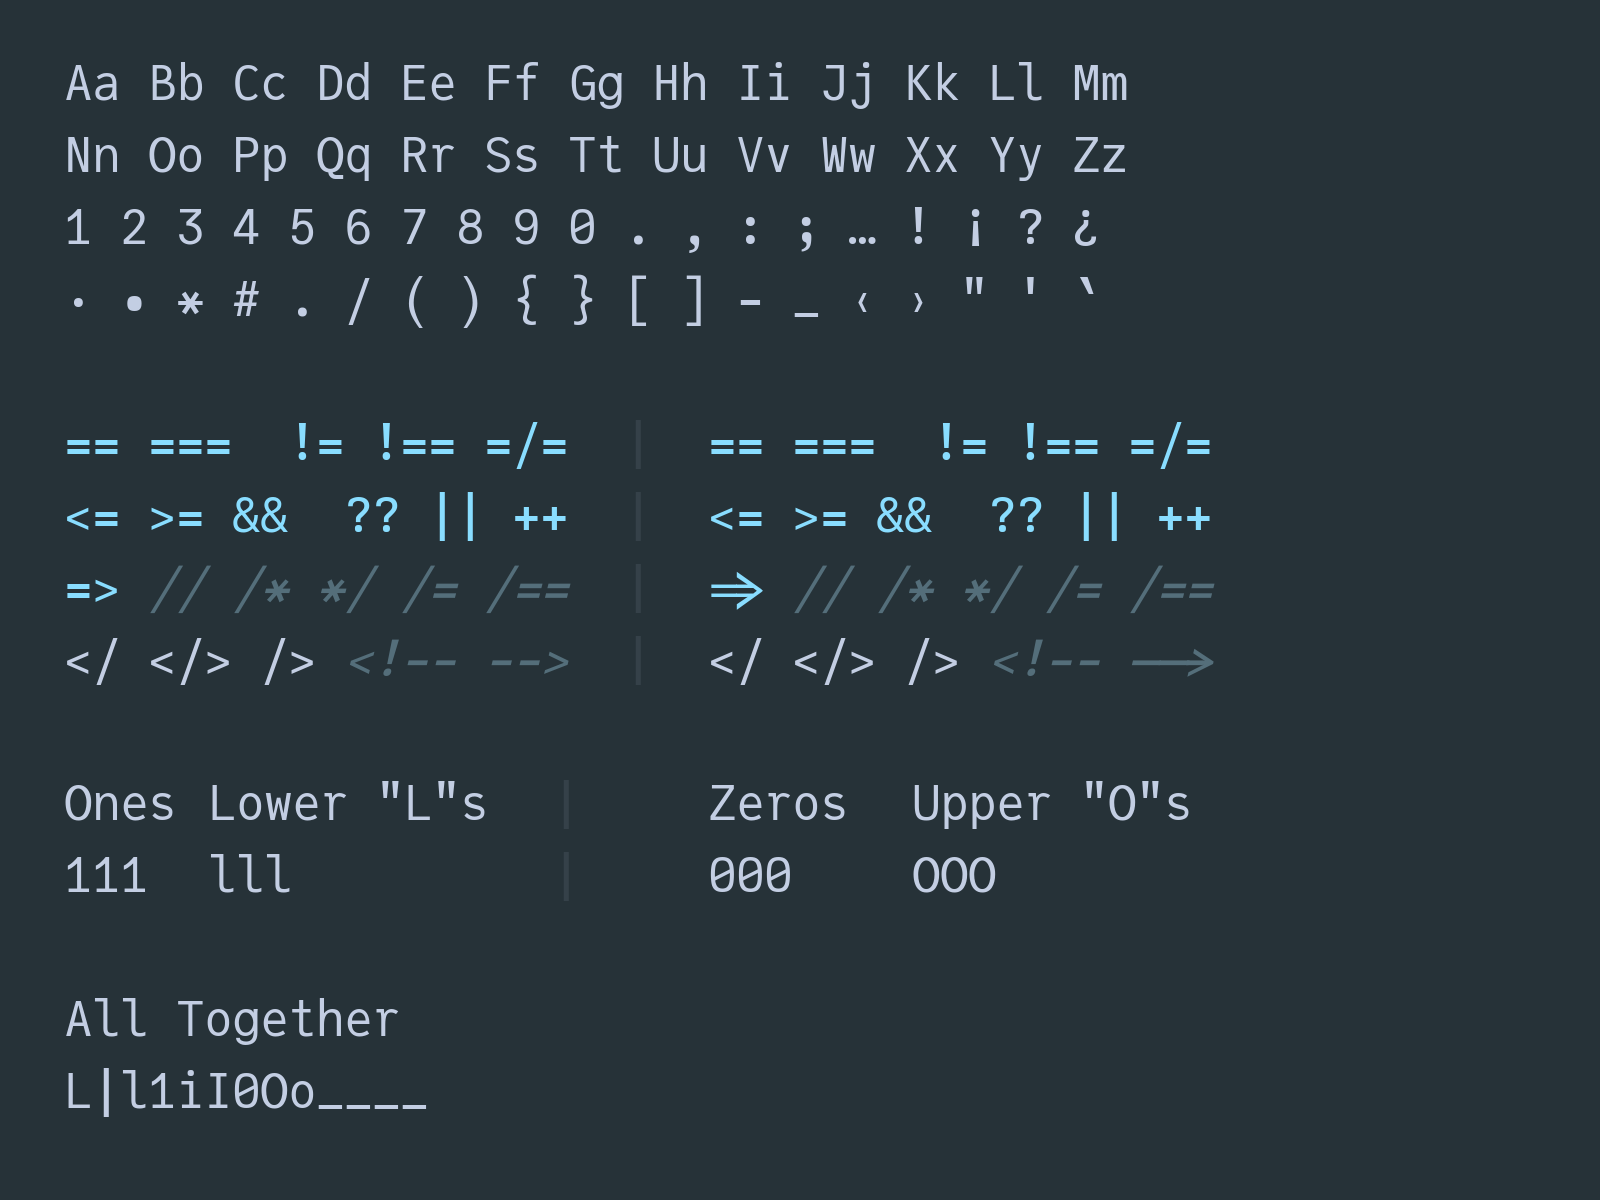 Aa Bb Cc Dd Ee Ff Gg Hh Ii Jj Kk Ll Mm
Nn Oo Pp Qq Rr Ss Tt Uu Vv Ww Xx Yy Zz
1 2 3 4 5 6 7 8 9 0 . , : ; … ! ¡ ? ¿
· • * # . / ( ) { } [ ] - _ ‹ › " ' `
== ===  != !== =/=  |  == ===  != !== =/=
<= >= &&  ?? || ++  |  <= >= &&  ?? || ++
=> // /* */ /= /==  |  => // /* */ /= /==
</ </> /> <!-- -->  |  </ </> /> <!-- -->
Ones Lower "L"s  |  Zeros  Upper "O"s
111  lll  |  000  OOO
All Together
L|l1iI0Oo____